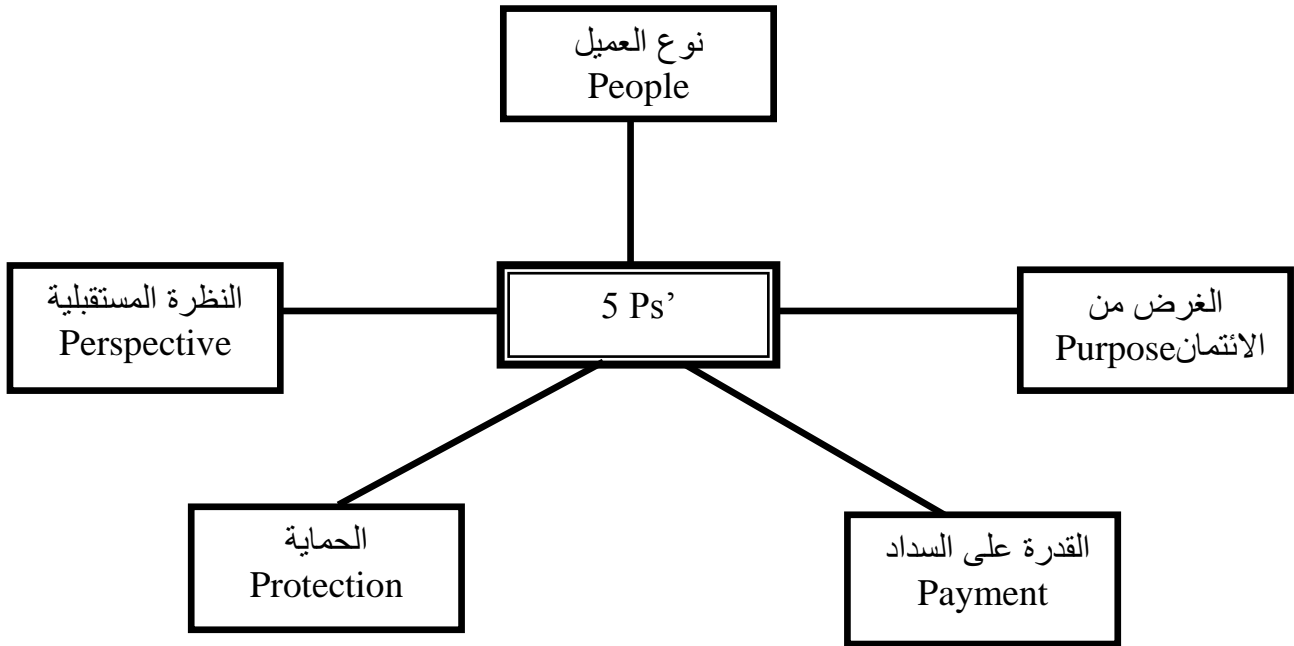 نوع العميل
People
النظرة المستقبلية
Perspective
5 Ps’
الغرض من
الائتمانPurpose
الحماية
Protection
القدرة على السداد
Payment